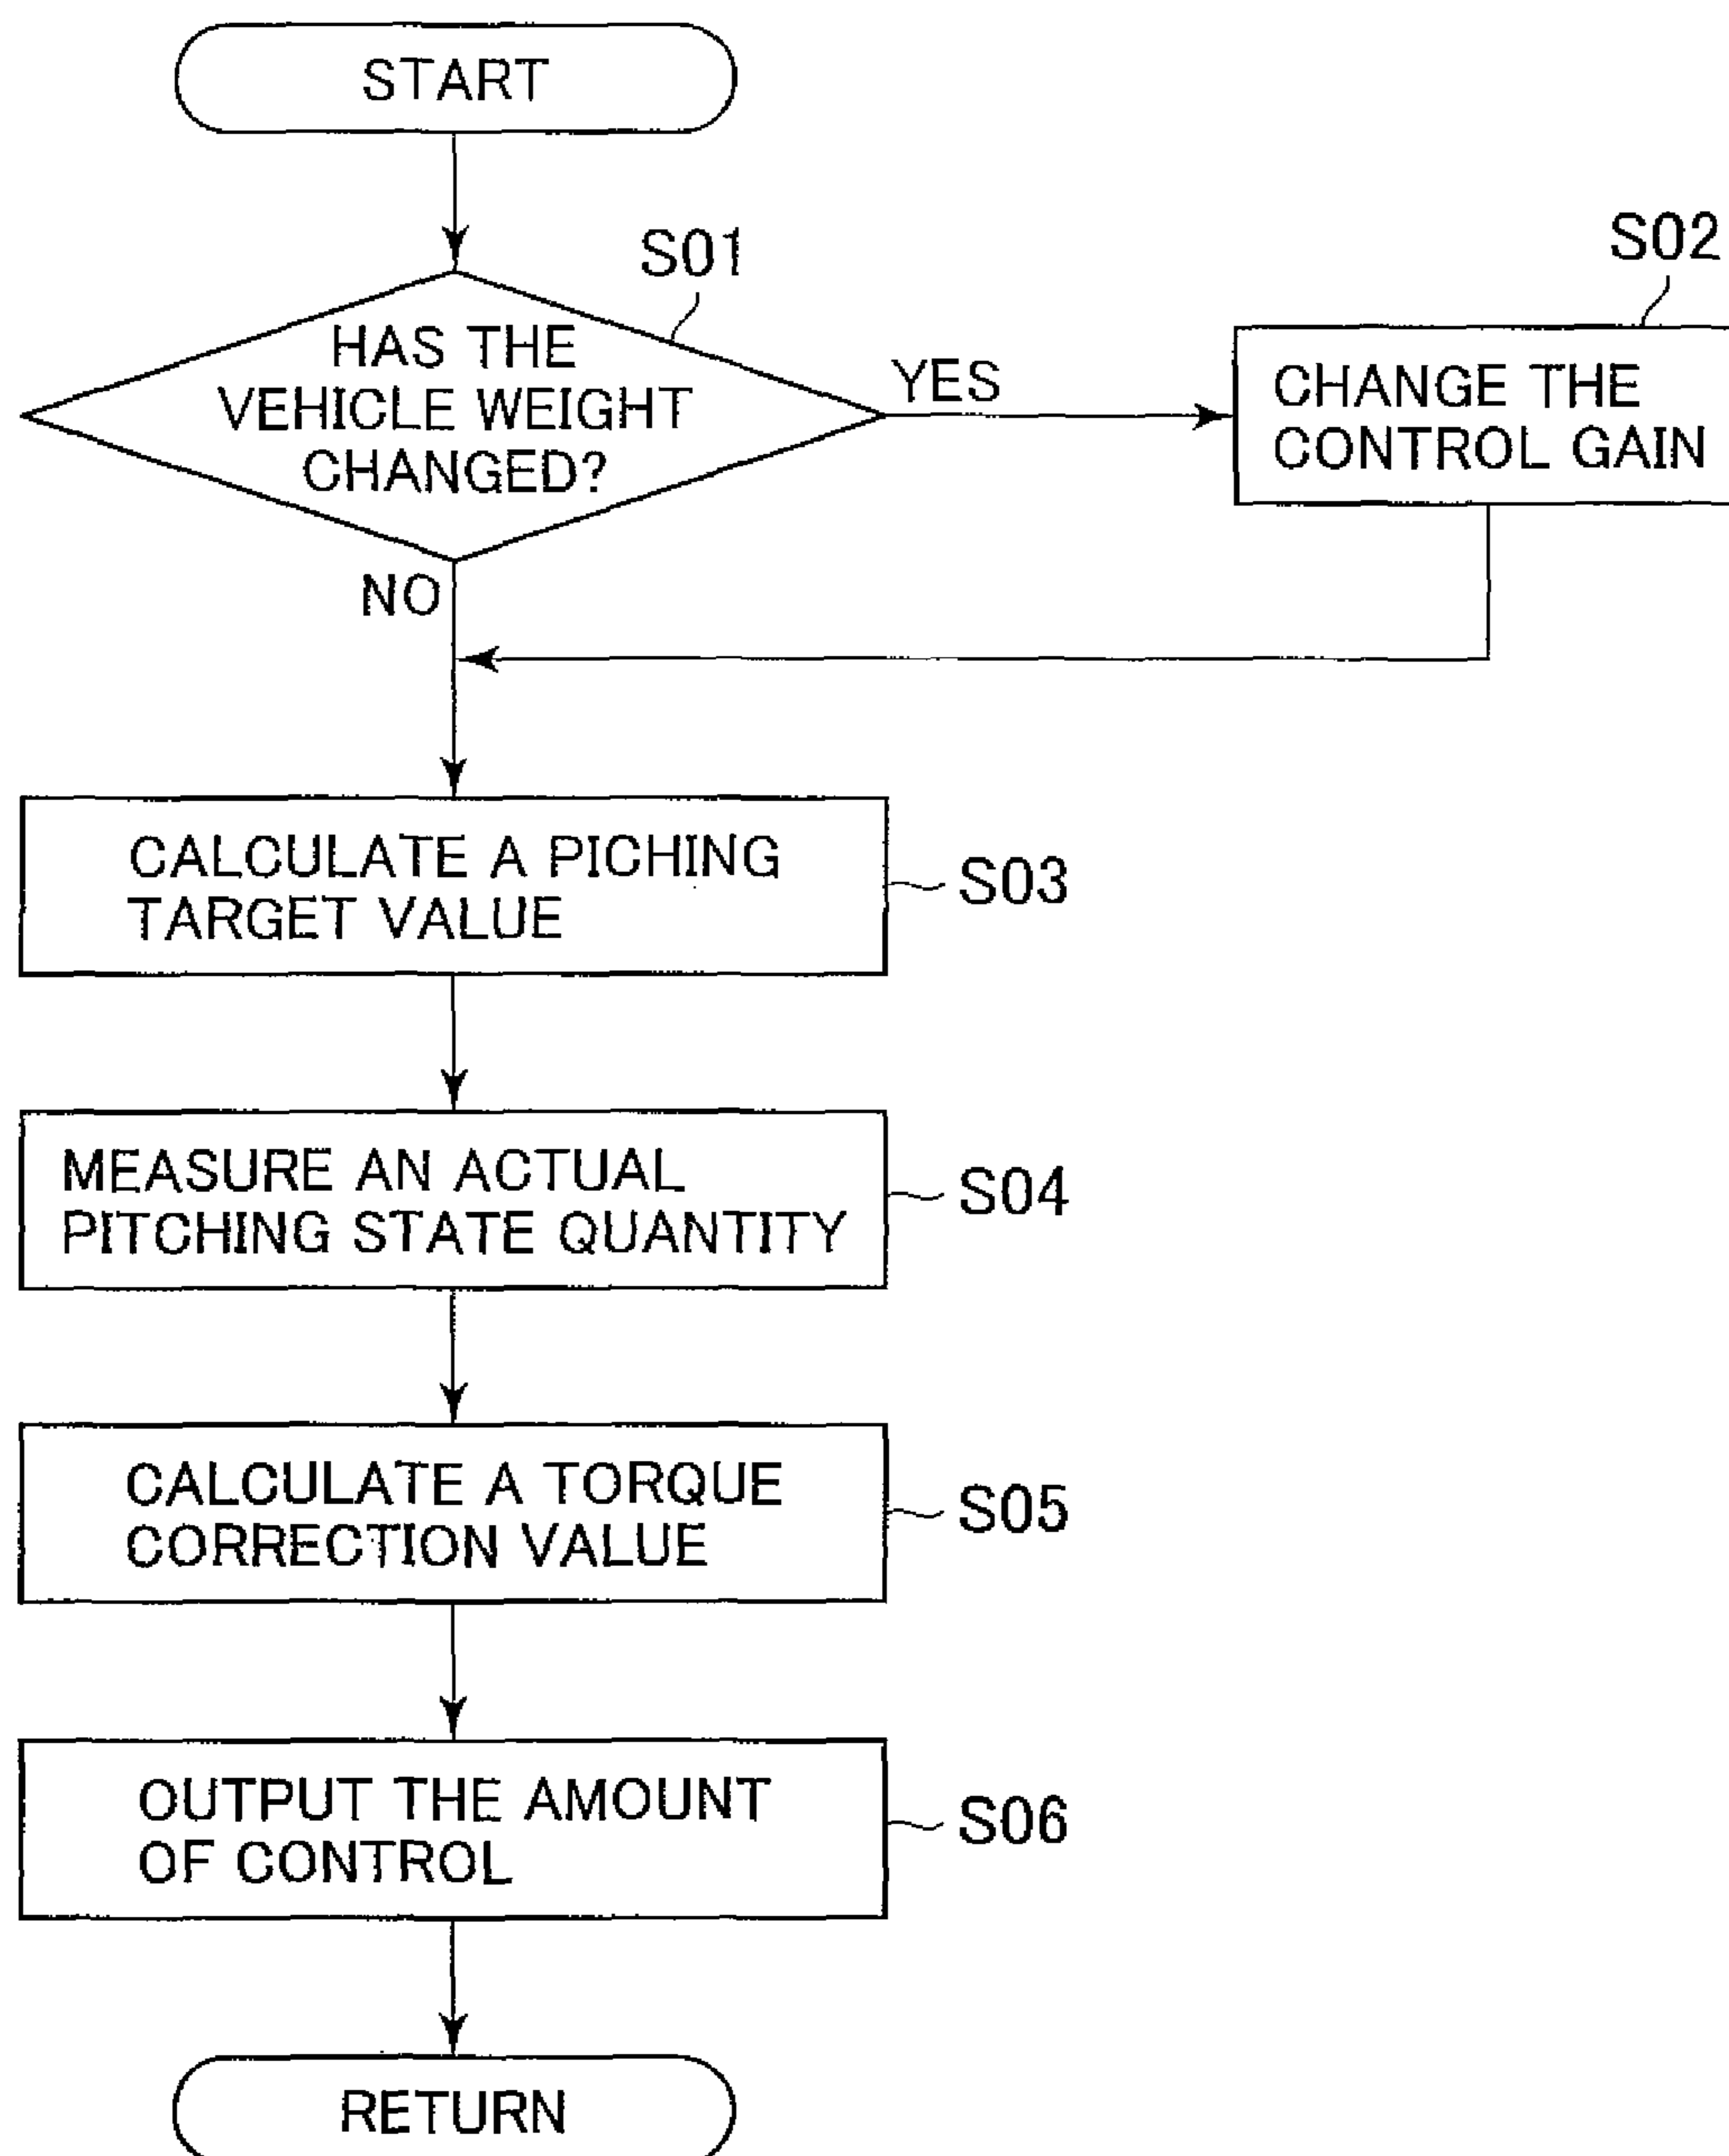 START
S01
HAS THE
VEHICLE WEIGHT
CHANGED?
YES
S02
CHANGE THE
CONTROL GAIN
NO
CALCULATE A PICHING
TARGET VALUE
S03
MEASURE AN ACTUAL
PITCHING STATE QUANTITY
S04
CALCULATE A TORQUE
CORRECTION VALUE
S05
OUTPUT THE AMOUNT
OF CONTROL
S06
RETURN